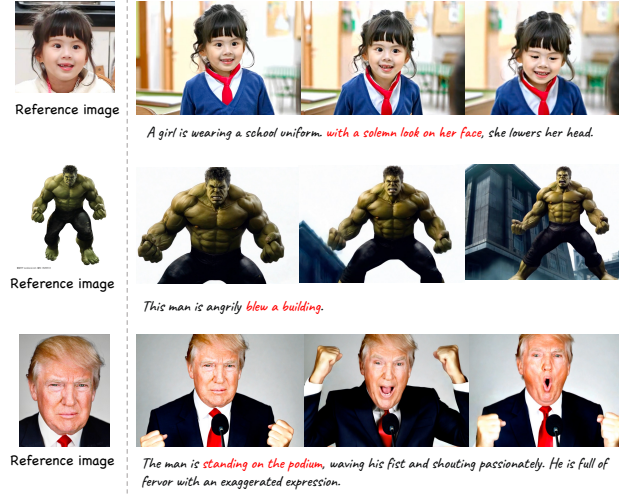 Reference image
A girl is wearing a school uniform. with a solemn look on her face, she lowers her head.
Reference image
This man is angrily blew a building.
Reference image
The man is standing on the podium, waving his fist and shouting passionately. He is full of
fervor with an exaggerated expression.